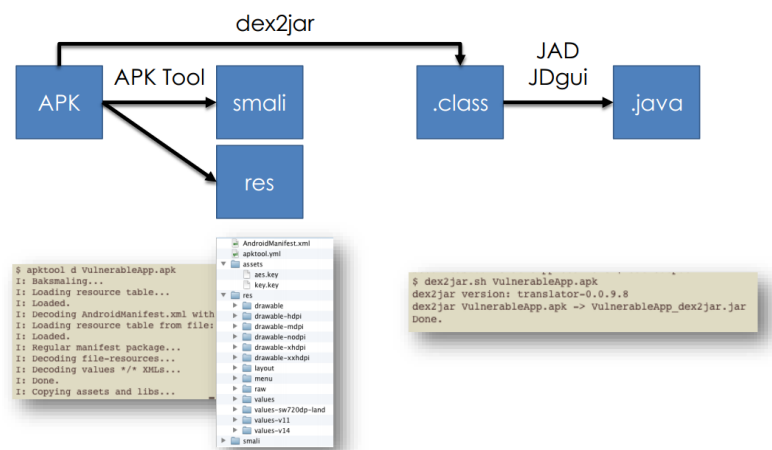 dex2jar
JAD
JDgui
APK Tool
APK
smali
.class
.java
res
$ apktool d VulnerableApp.apk
I: Baksmaling...
I: Loading resource table...
I: Loaded.
I: Decoding AndroidManifest.xml with
I: Loading resource table from file:
I: Loaded.
I: Regular manifest package...
I: Decoding file-resources...
I: Decoding values */* XMLs...
I: Done.
I: Copying assets and libs...
AndroidManifest.xml
apktool.yml
assets
aes.key
key.key
res
drawable
drawable-hdpi
drawable-mdpi
drawable-nodpi
drawable-xhdpi
drawable-xxhdpi
layout
menu
raw
values
values-sw720dp-land
values-v11
values-v14
smali
$ dex2jar.sh VulnerableApp.apk
dex2jar version: translator-0.0.9.8
dex2jar VulnerableApp.apk -> VulnerableApp_dex2jar.jar
Done.